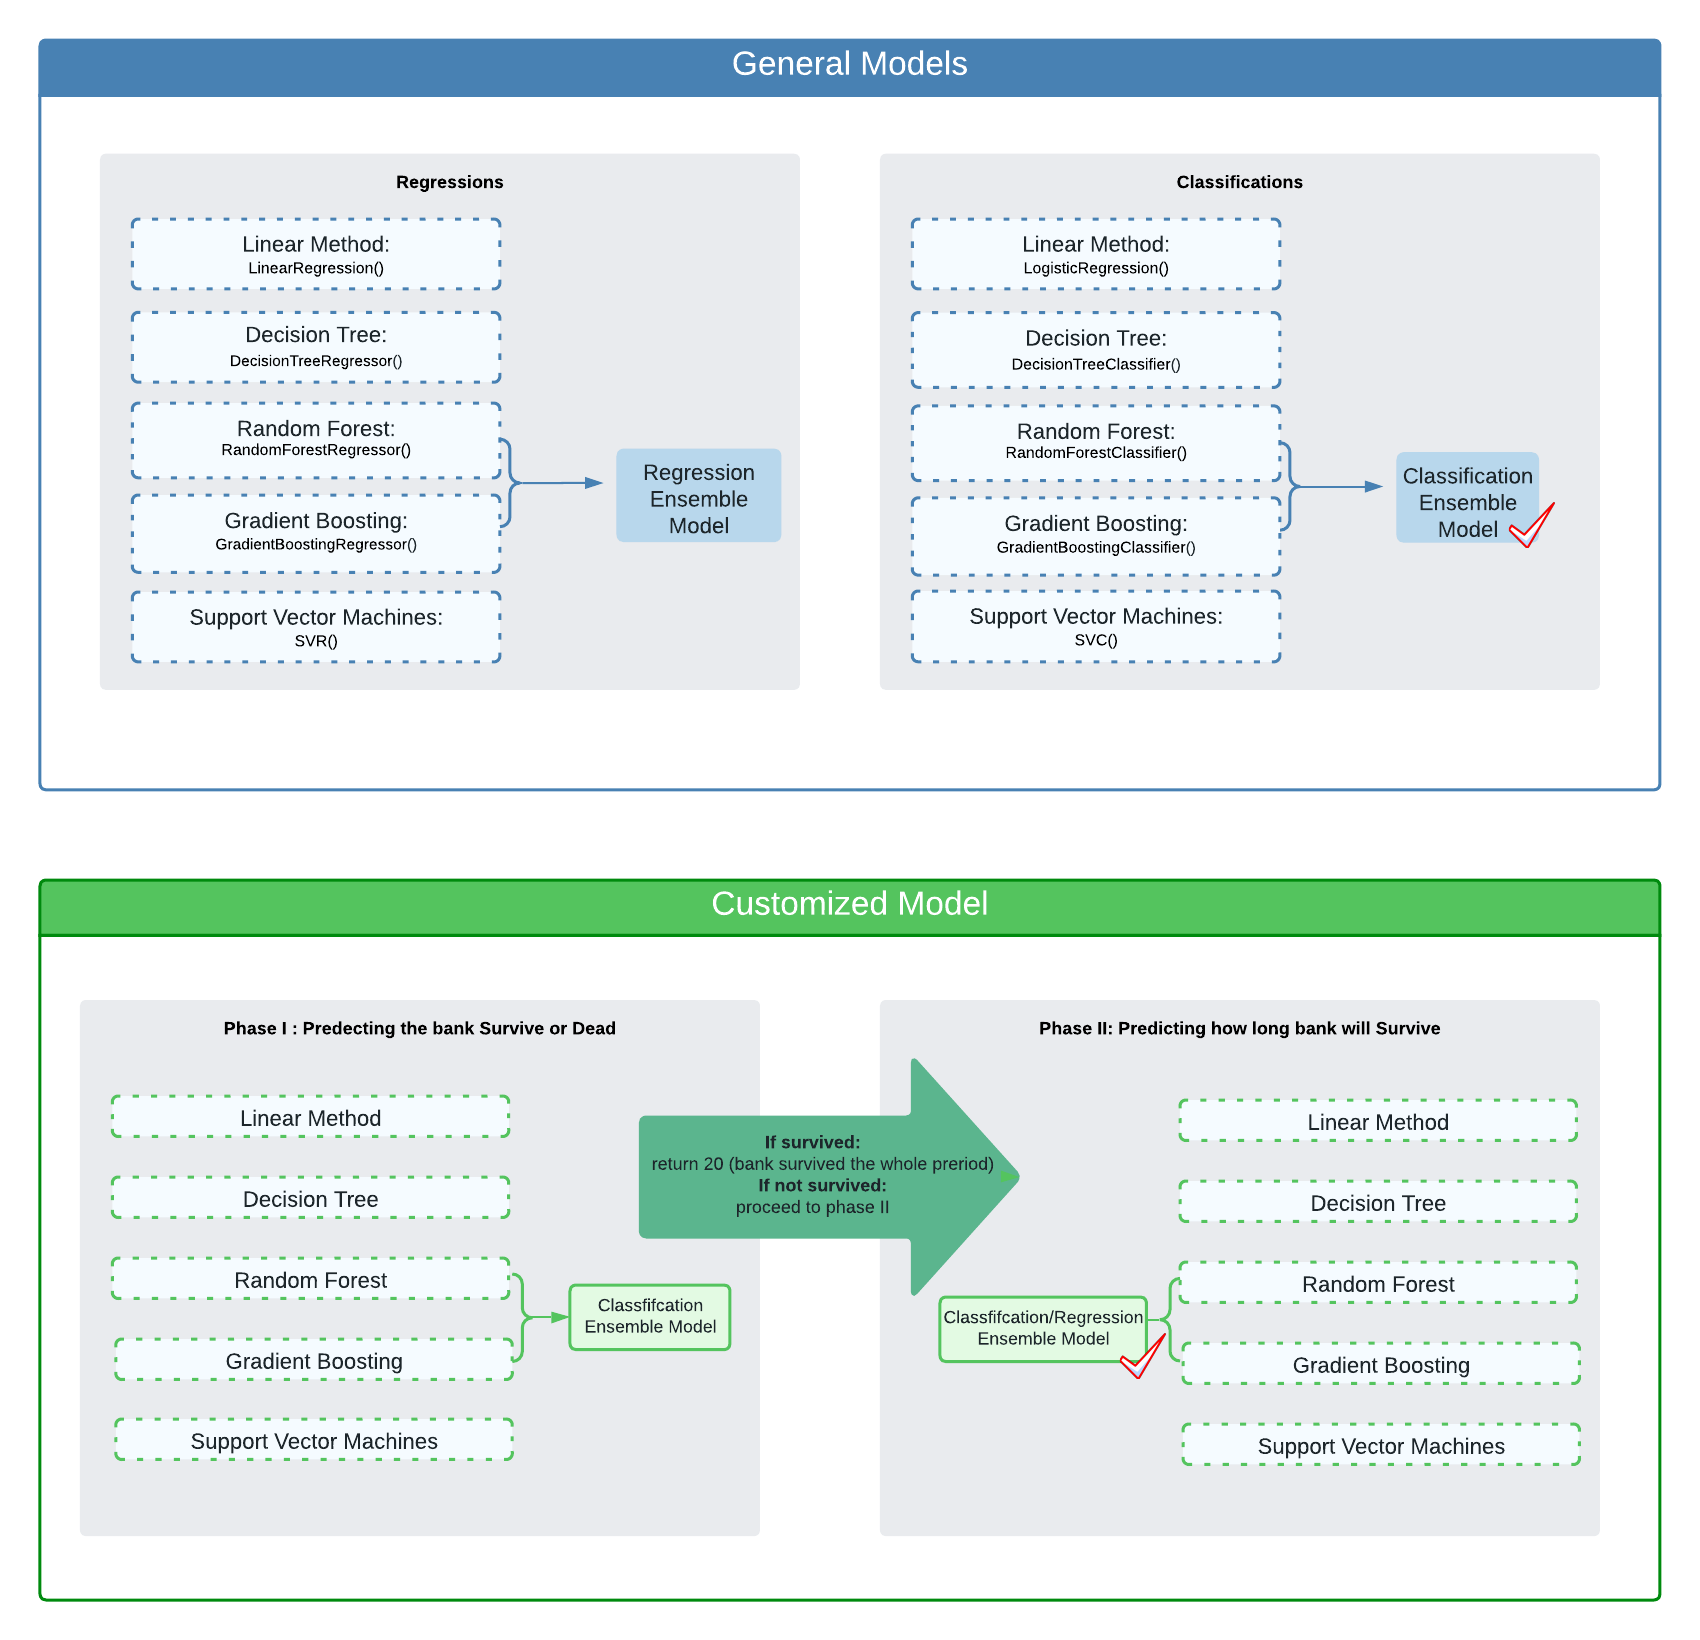 General Models
Regressions
Linear Method:
LinearRegression()
Decision Tree:
DecisionTreeRegressor()
Random Forest:
RandomForestRegressor()
Gradient Boosting:
GradientBoostingRegressor()
Support Vector Machines:
SVR()
Regression
Ensemble
Model
Classifications
Linear Method:
LogisticRegression()
Decision Tree:
DecisionTreeClassifier()
Random Forest:
RandomForestClassifier()
Gradient Boosting:
GradientBoostingClassifier()
Support Vector Machines:
SVC()
Classification
Ensemble
Model
Customized Model
Phase I : Predecting the bank Survive or Dead
Linear Method
Decision Tree
Random Forest
Gradient Boosting
Support Vector Machines
Classfifcation
Ensemble Model
If survived:
return 20 (bank survived the whole preriod)
If not survived:
proceed to phase II
Phase II: Predicting how long bank will Survive
Linear Method
Decision Tree
Random Forest
Gradient Boosting
Support Vector Machines
Classfifcation/Regression
Ensemble Model